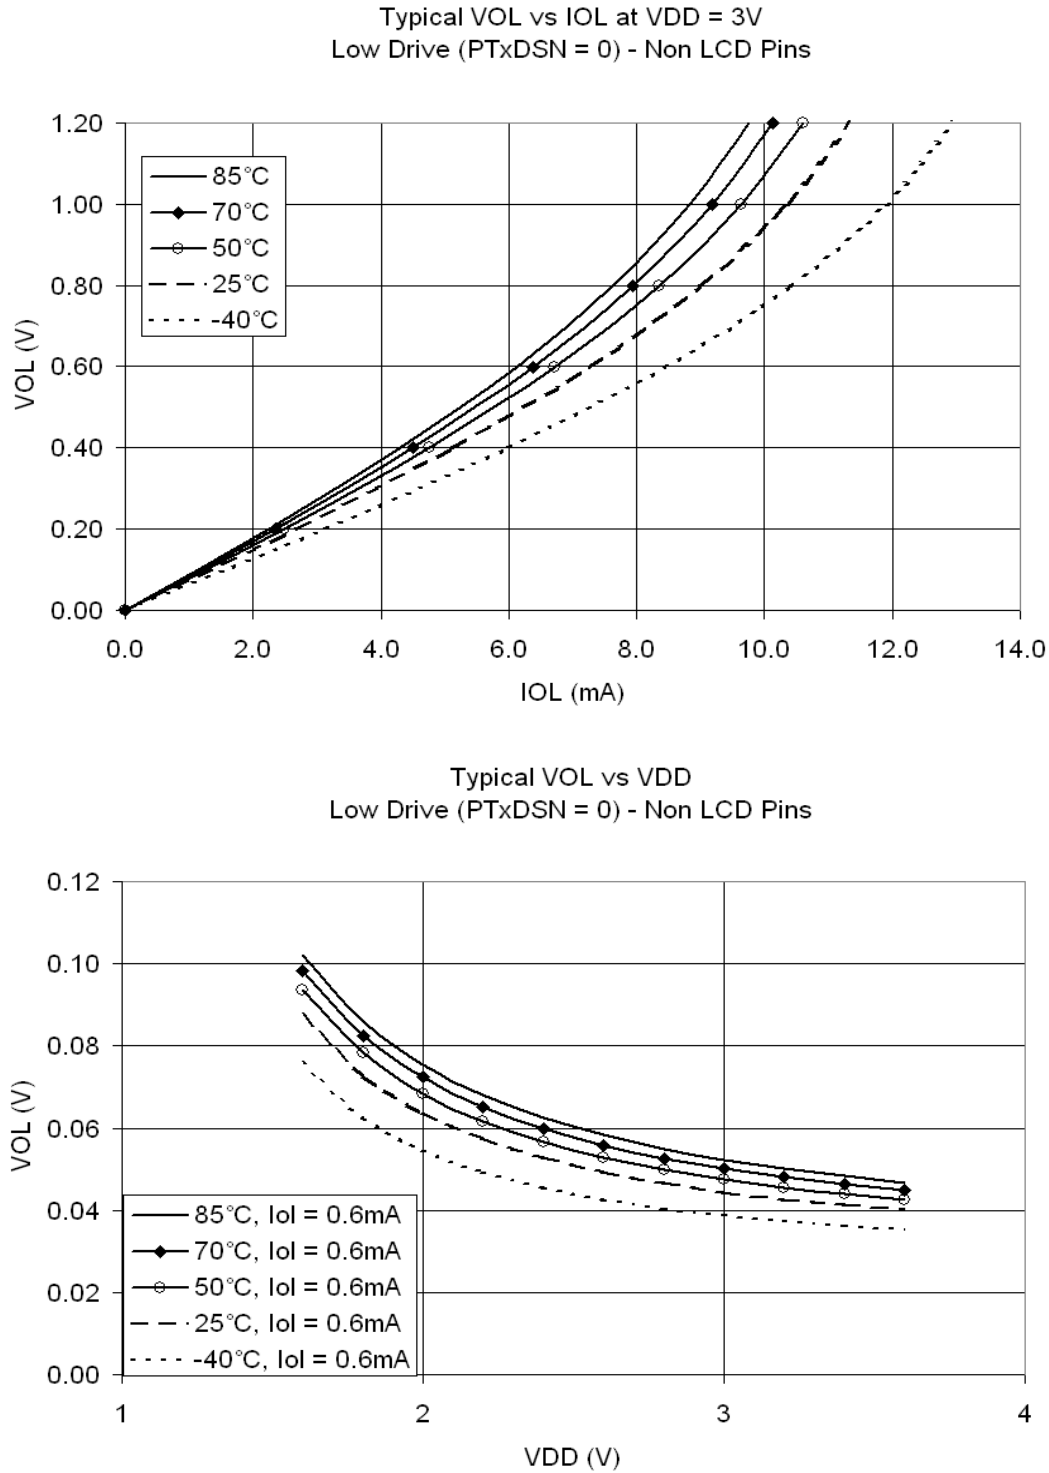 Typical VOL vs IOL at VDD = 3V
Low Drive (PTxDSN = 0) - Non LCD Pins
1.20
1.00
0.80
0.60
0.40
0.20
0.00
VOL (V)
85°C
70°C
50°C
25°C
-40°C
0.0 2.0 4.0 6.0 8.0 10.0 12.0 14.0
IOL (mA)
Typical VOL vs VDD
Low Drive (PTxDSN = 0) - Non LCD Pins
0.12
0.10
0.08
0.06
0.04
0.02
0.00
VOL (V)
85°C, Iol = 0.6mA
70°C, Iol = 0.6mA
50°C, Iol = 0.6mA
25°C, Iol = 0.6mA
-40°C, Iol = 0.6mA
1 2 3 4
VDD (V)